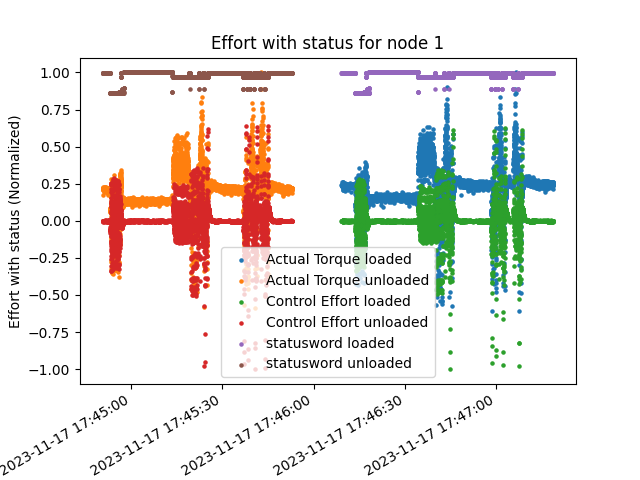 Effort with status for node 1
Effort with status (Normalized)
1.00
0.75
0.50
0.25
0.00
−0.25
−0.50
−0.75
−1.00
Actual Torque loaded
Actual Torque unloaded
Control Effort loaded
Control Effort unloaded
statusword loaded
statusword unloaded
2023-11-17 17:45:00
2023-11-17 17:45:30
2023-11-17 17:46:00
2023-11-17 17:46:30
2023-11-17 17:47:00